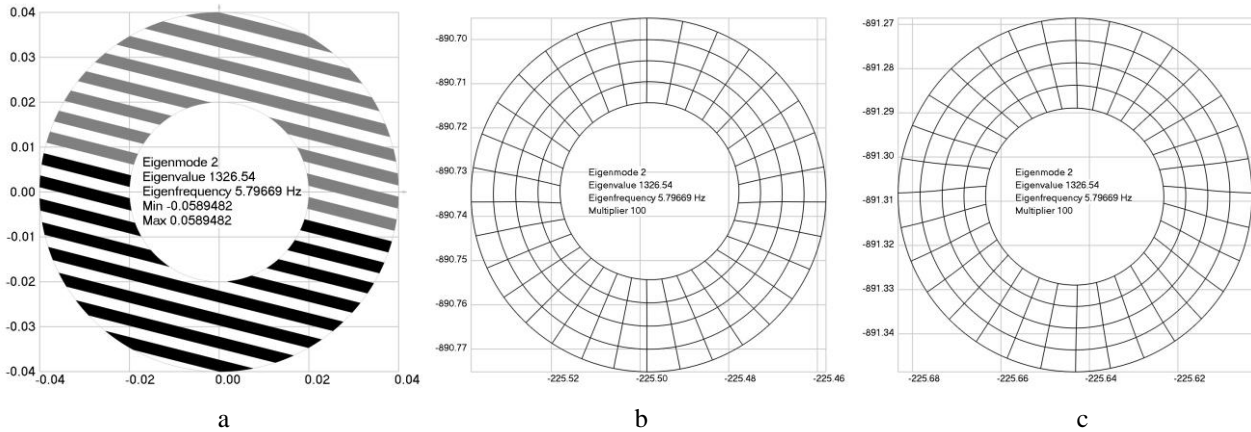 0.04
0.03
0.02
0.01
0.00
-0.01
-0.02
-0.03
-0.04
-0.04
-0.02
0.00
0.02
0.04
Eigenmode 2
Eigenvalue 1326.54
Eigenfrequency 5.79669 Hz
Min -0.0589482
Max 0.0589482
a
-890.70
-890.71
-890.72
-890.73
-890.74
-890.75
-890.76
-890.77
-225.52
-225.50
-225.48
-225.46
Eigenmode 2
Eigenvalue 1326.54
Eigenfrequency 5.79669 Hz
Multiplier 100
b
-891.27
-891.28
-891.29
-891.30
-891.31
-891.32
-891.33
-891.34
-225.68
-225.66
-225.64
-225.62
Eigenmode 2
Eigenvalue 1326.54
Eigenfrequency 5.79669 Hz
Multiplier 100
c